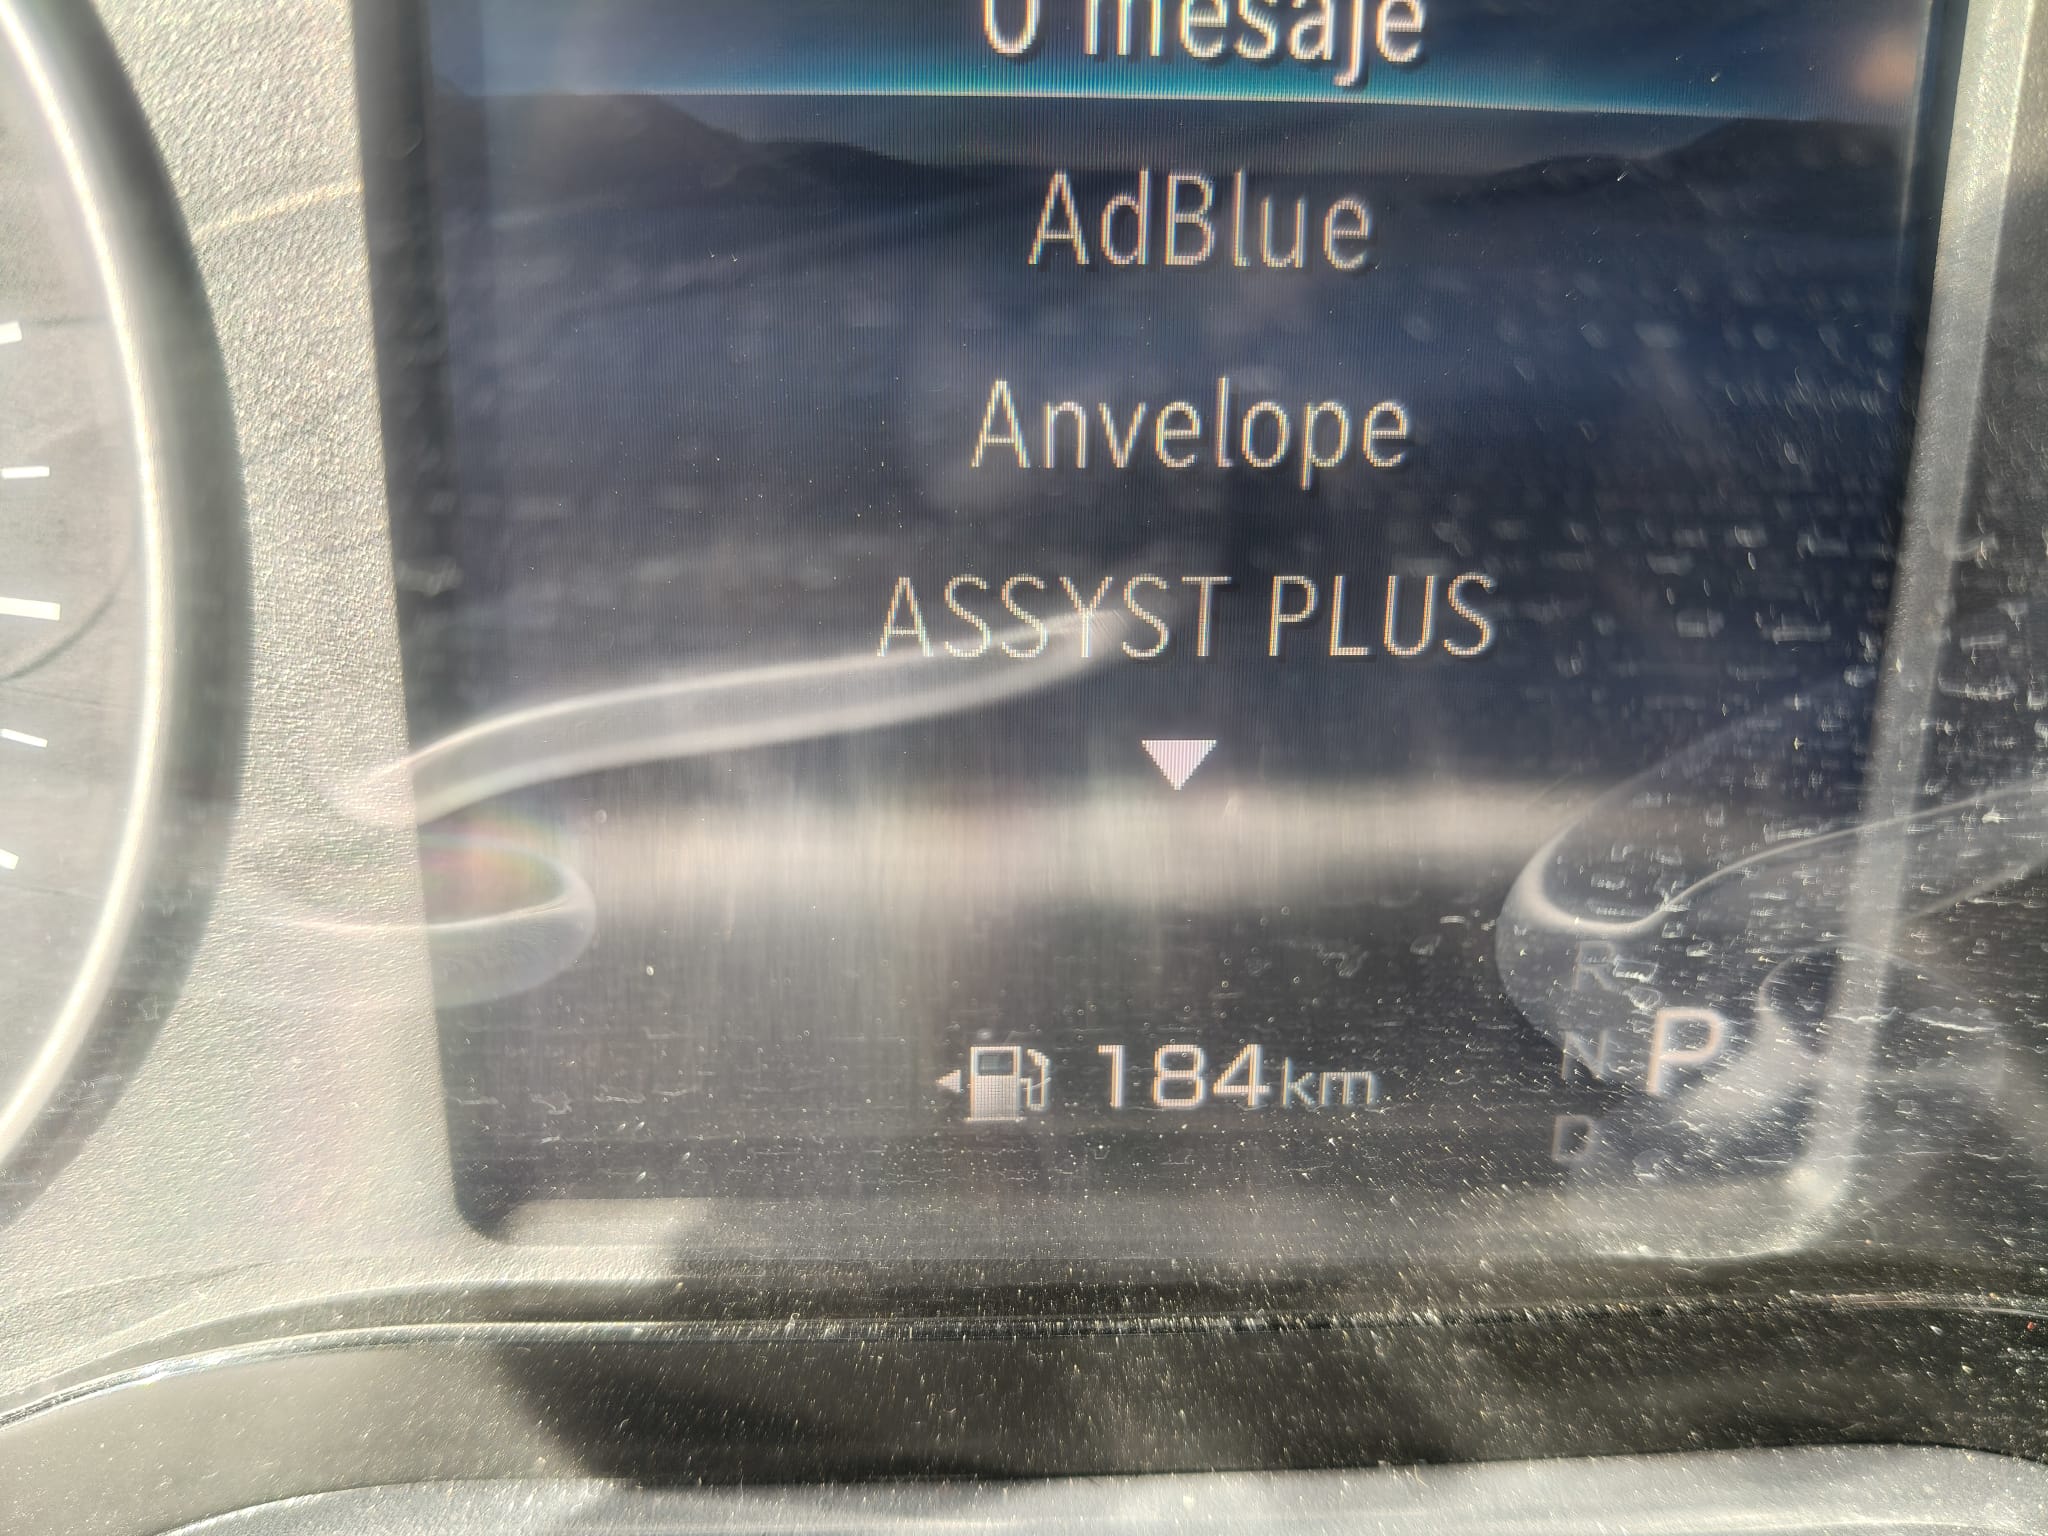 0 mesaje
AdBlue
Anvelope
ASSYST PLUS
184km
R
N P
D